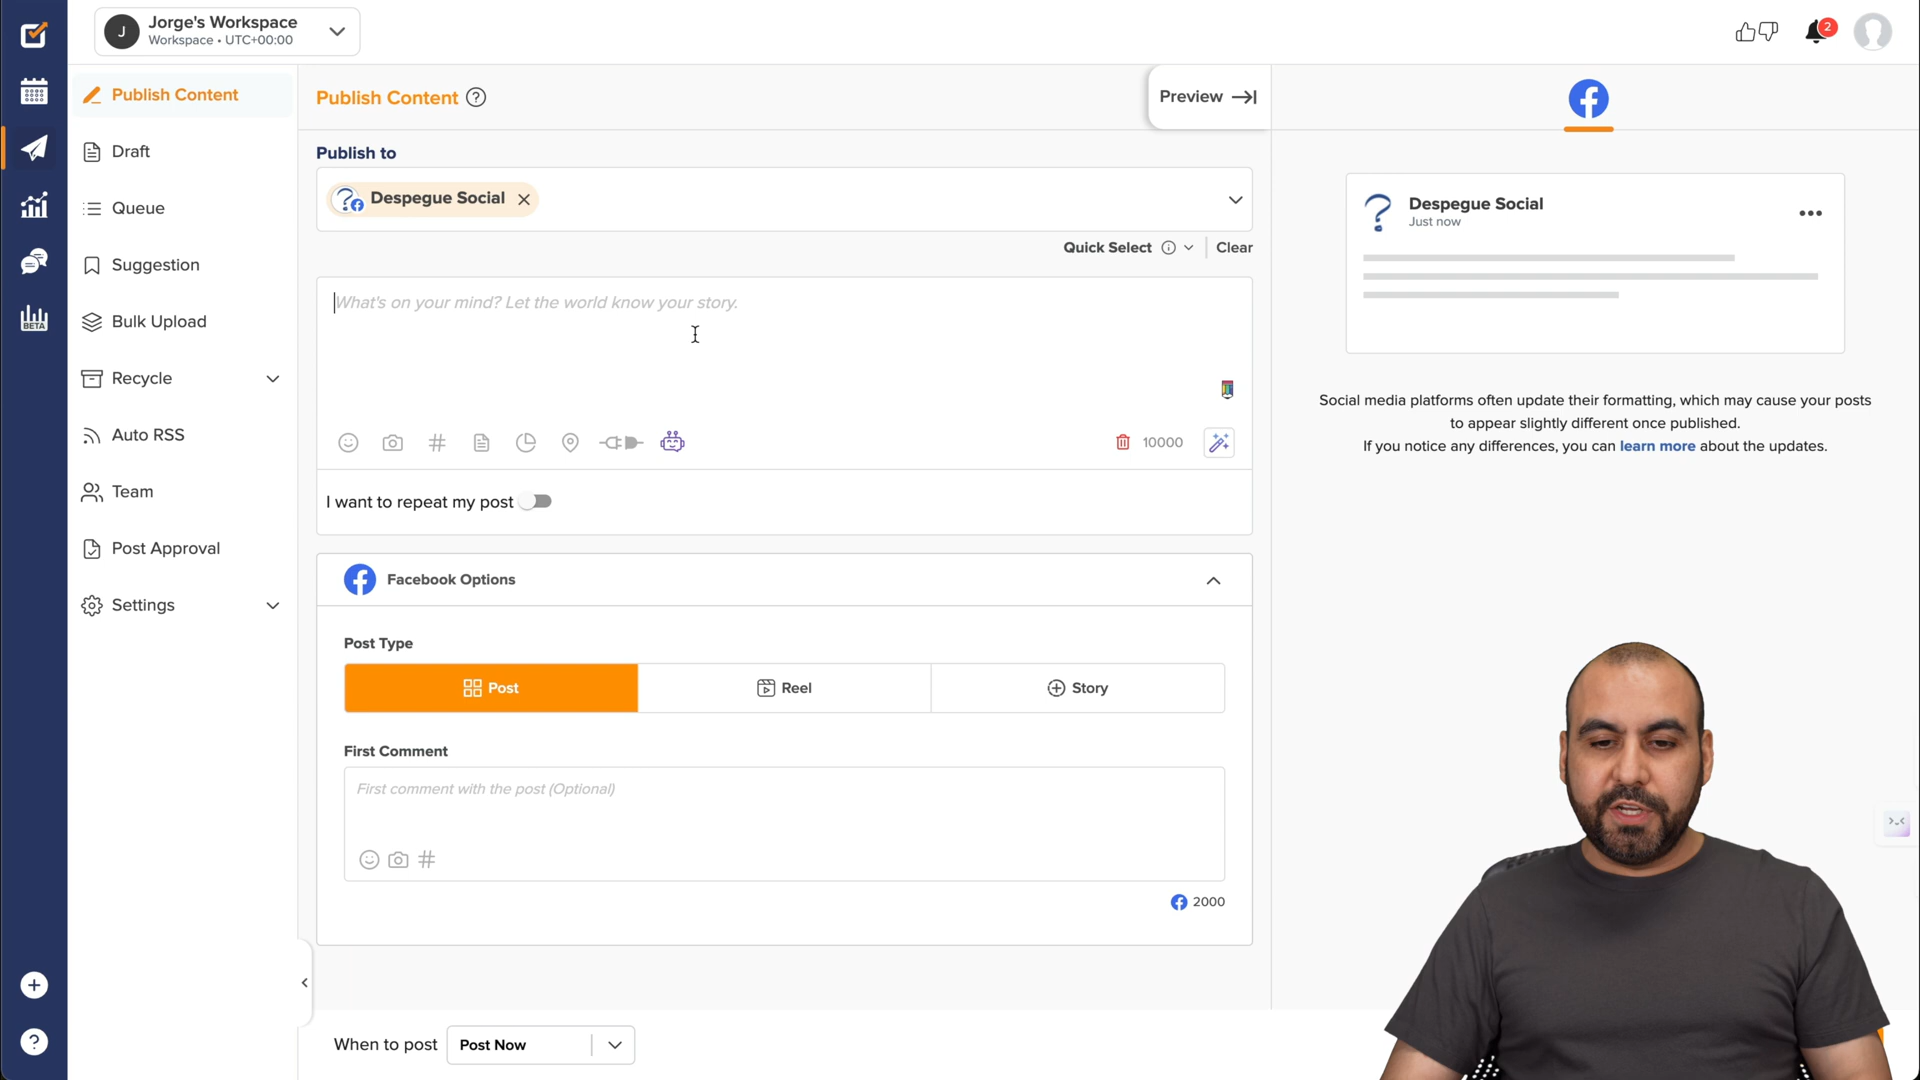 J
Jorge's Workspace
Workspace • UTC+00:00
2
Publish Content
Draft
Queue
Suggestion
Bulk Upload
Recycle
Auto RSS
Team
Post Approval
Settings
BETA
Publish Content ?
Preview
Publish to
Despegue Social
Quick Select
Clear
What's on your mind? Let the world know your story.
10000
I want to repeat my post
Facebook Options
Post Type
Post
Reel
Story
First Comment
First comment with the post (Optional)
2000
When to post
Post Now
Despegue Social
Just now
Social media platforms often update their formatting, which may cause your posts
to appear slightly different once published.
If you notice any differences, you can learn more about the updates.